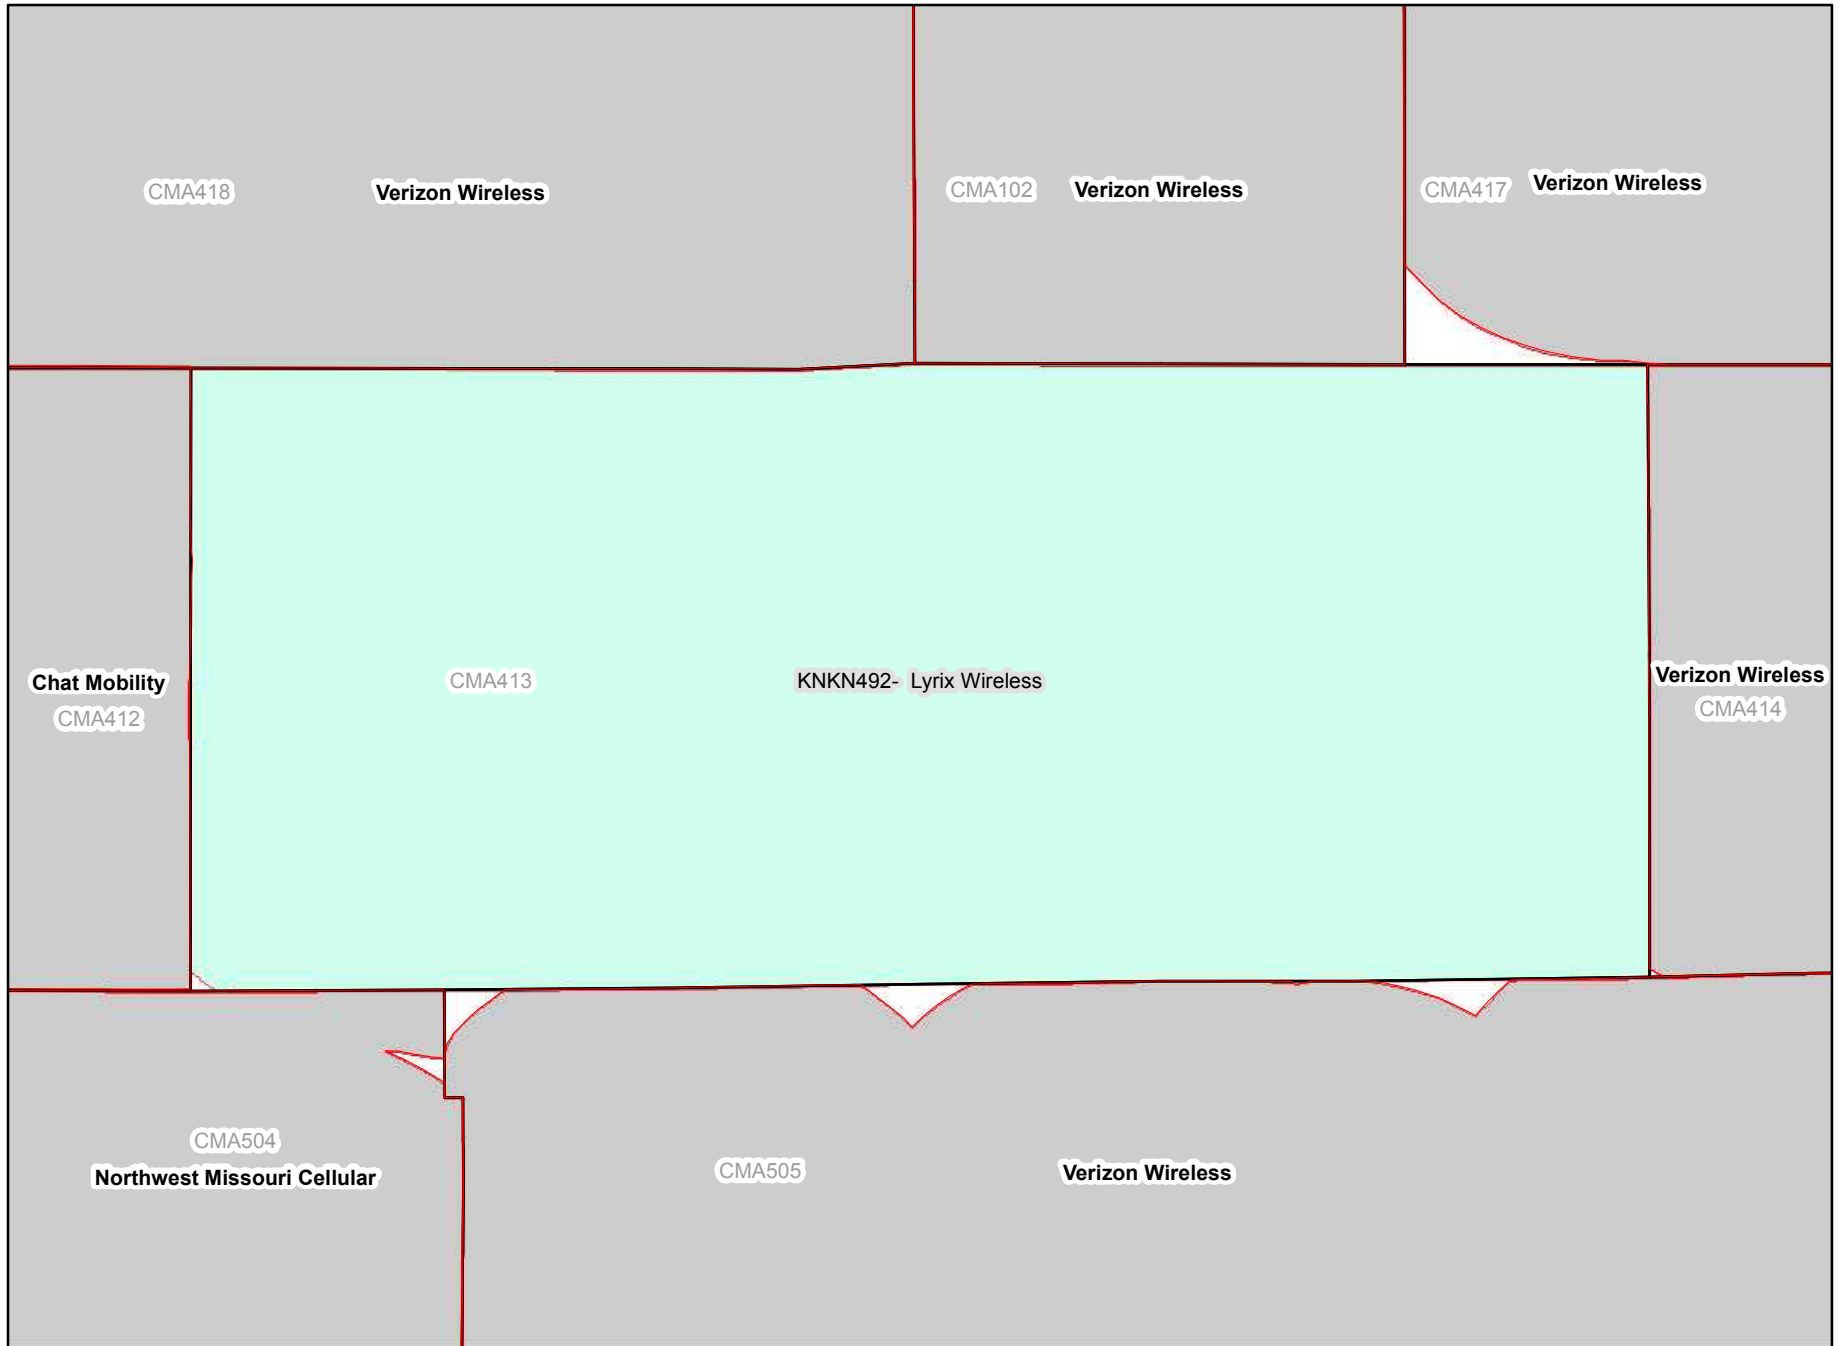 CMA418 Verizon Wireless
CMA102 Verizon Wireless
CMA417 Verizon Wireless
Chat Mobility
CMA412
CMA413
KNKN492- Lyrix Wireless
Verizon Wireless
CMA414
CMA504
Northwest Missouri Cellular
CMA505
Verizon Wireless